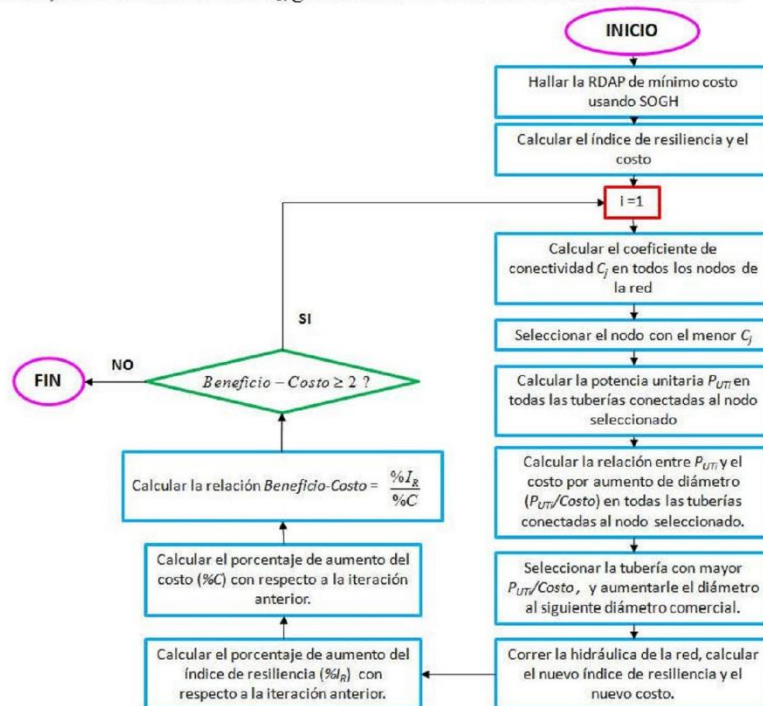 INICIO
Hallar la RDAP de mínimo costo
usando SOGH
Calcular el índice de resiliencia y el
costo
i =1
Calcular el coeficiente de
conectividad Cj en todos los nodos de
la red
Seleccionar el nodo con el menor Cj
Calcular la potencia unitaria PUTi en
todas las tuberías conectadas al nodo
seleccionado
Calcular la relación entre PUTi y el
costo por aumento de diámetro
(PUTi/Costo) en todas las tuberías
conectadas al nodo seleccionado.
Seleccionar la tubería con mayor
PUTi/Costo , y aumentarle el diámetro
al siguiente diámetro comercial.
Correr la hidráulica de la red, calcular
el nuevo índice de resiliencia y el
nuevo costo.
Calcular el porcentaje de aumento del
índice de resiliencia (%IR) con
respecto a la iteración anterior.
Calcular el porcentaje de aumento del
costo (%C) con respecto a la iteración
anterior.
Calcular la relación Beneficio-Costo = %IR / %C
Beneficio – Costo ≥ 2 ?
SI
NO
FIN